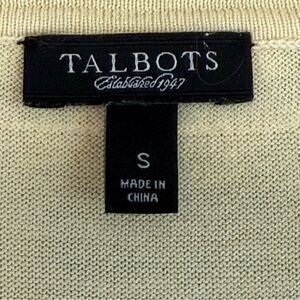 TALBOTS
Established 1947
S
MADE IN
CHINA